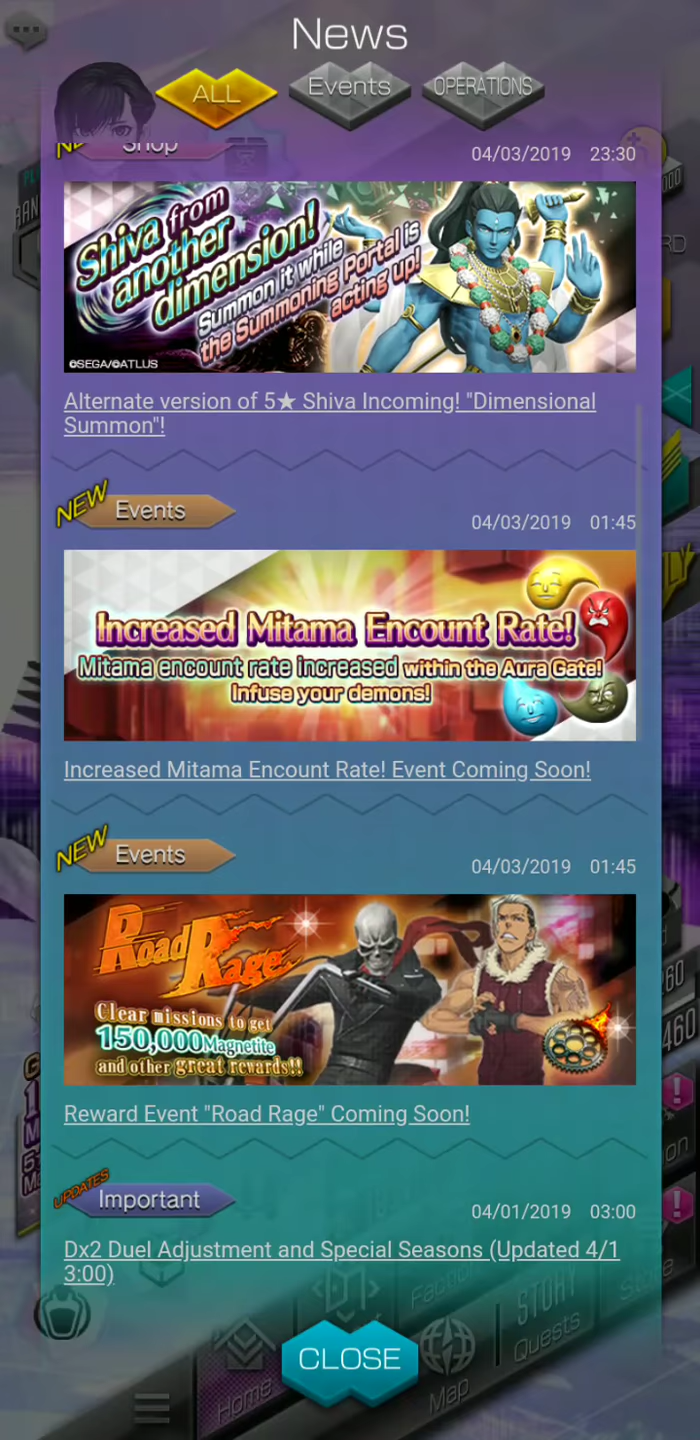 News
ALL
Events
OPERATIONS
Shop
04/03/2019 23:30
Shiva from
another
dimension!
Summon it while
the Summoning Portal is
acting up!
©SEGA/©ATLUS
Alternate version of 5★ Shiva Incoming! "Dimensional
Summon"!
NEW
Events
04/03/2019 01:45
Increased Mitama Encount Rate!
Mitama encount rate increased within the Aura Gate!
Infuse your demons!
Increased Mitama Encount Rate! Event Coming Soon!
NEW
Events
04/03/2019 01:45
Road Rage
Clear missions to get
150,000 Magnetite
and other great rewards!!
Reward Event "Road Rage" Coming Soon!
UPDATES
Important
04/01/2019 03:00
Dx2 Duel Adjustment and Special Seasons (Updated 4/1
3:00)
STORY
Quests
CLOSE
Home
Map